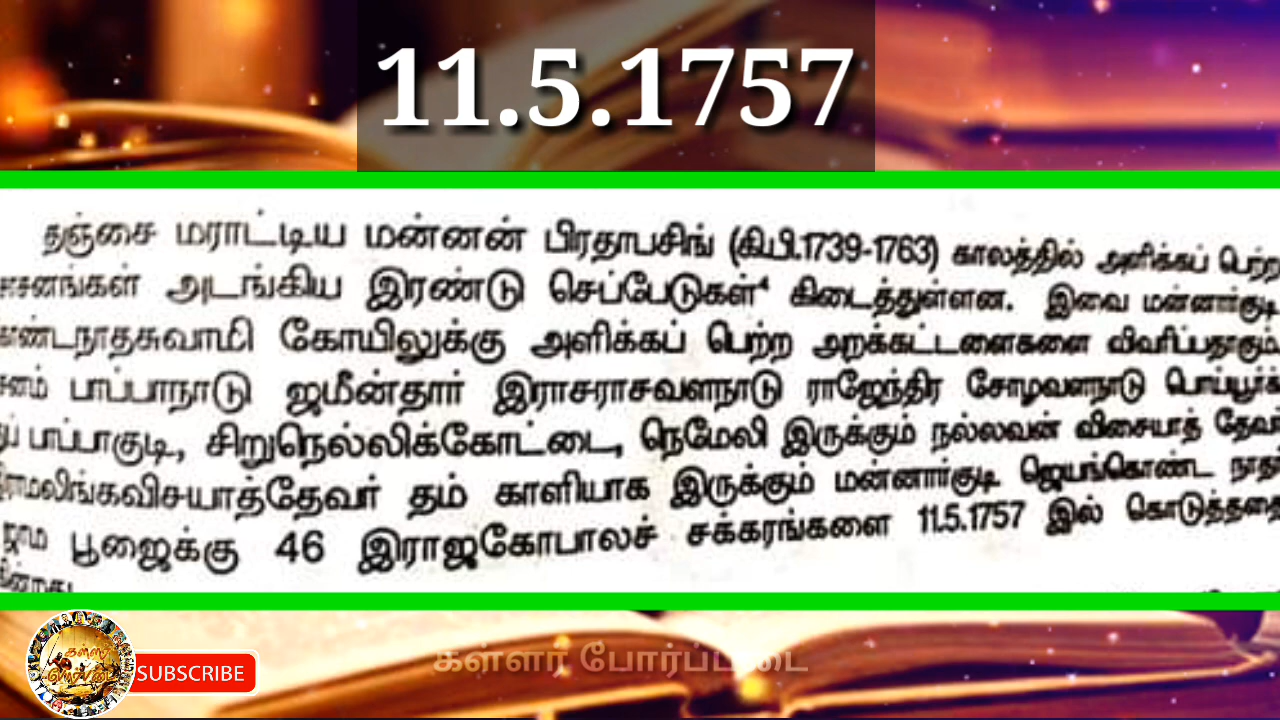 11.5.1757
தஞ்சை மராட்டிய மன்னன் பிரதாபசிங் (கி.பி.1739-1763) காலத்தில் அளிக்கப் பெற்ற
சாசனங்கள் அடங்கிய இரண்டு செப்பேடுகள்⁴ கிடைத்துள்ளன. இவை மன்னார்குடி
நாதசுவாமி கோயிலுக்கு அளிக்கப் பெற்ற அறக்கட்டளைகளை விவரிப்பதாகும்
பாப்பாநாடு ஜமீன்தார் இராசராசவளநாடு ராஜேந்திர சோழவளநாடு
பாப்பாகுடி, சிறுநெல்லிக்கோட்டை, நெமேலி இருக்கும் நல்லவன் விசையாத் தேவர்
ராமலிங்கவிசயாத்தேவர் தம் காளியாக இருக்கும் மன்னார்குடி ஜெயங்கொண்ட நாத
பூஜைக்கு 46 இராஜகோபாலச் சக்கரங்களை 11.5.1757 இல் கொடுத்ததை
SUBSCRIBE
கள்ளர் போர்ப்படை